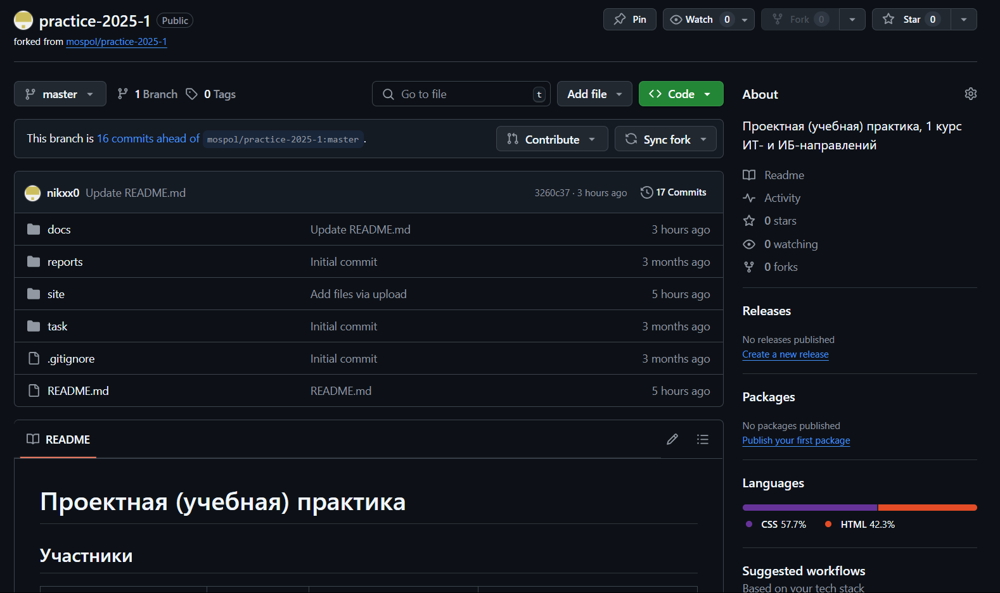 practice-2025-1 Public
Pin Watch 0 Fork 0 Star 0
forked from mospol/practice-2025-1
master 1 Branch 0 Tags Go to file t Add file Code
This branch is 16 commits ahead of mospol/practice-2025-1:master .
Contribute Sync fork
nikxx0 Update README.md 3260c37 · 3 hours ago 17 Commits
docs Update README.md 3 hours ago
reports Initial commit 3 months ago
site Add files via upload 5 hours ago
task Initial commit 3 months ago
.gitignore Initial commit 3 months ago
README.md README.md 5 hours ago
README
Проектная (учебная) практика
Участники
About
Проектная (учебная) практика, 1 курс
ИТ- и ИБ-направлений
Readme
Activity
0 stars
0 watching
0 forks
Releases
No releases published
Create a new release
Packages
No packages published
Publish your first package
Languages
CSS 57.7% HTML 42.3%
Suggested workflows
Based on your tech stack